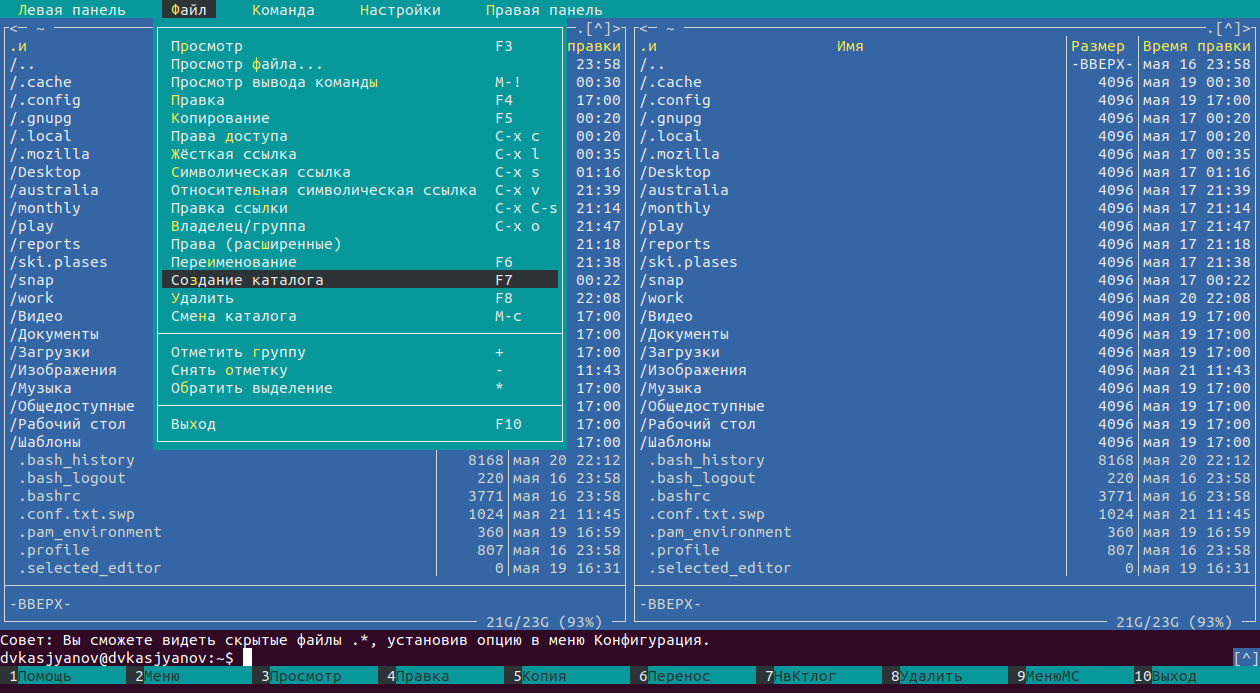 Левая панель Файл Команда Настройки Правая панель
<─ ~ .[^]> <─ ~ .[^]>
.и правки .и Имя Размер Время правки
/.. Просмотр F3 23:58 /.. -ВВЕРХ- мая 16 23:58
Просмотр файла...
/.cache Просмотр вывода команды M-! 00:30 /.cache 4096 мая 19 00:30
/.config Правка F4 17:00 /.config 4096 мая 19 17:00
/.gnupg Копирование F5 00:20 /.gnupg 4096 мая 17 00:20
/.local Права доступа C-x c 00:20 /.local 4096 мая 17 00:20
/.mozilla Жёсткая ссылка C-x l 00:35 /.mozilla 4096 мая 17 00:35
/Desktop Символическая ссылка C-x s 01:16 /Desktop 4096 мая 17 01:16
/australia Относительная символическая ссылка C-x v 21:39 /australia 4096 мая 17 21:39
/monthly Правка ссылки C-x C-s 21:14 /monthly 4096 мая 17 21:14
/play Владелец/группа C-x o 21:47 /play 4096 мая 17 21:47
/reports Права (расширенные) 21:18 /reports 4096 мая 17 21:18
/ski.plases Переименование F6 21:38 /ski.plases 4096 мая 17 21:38
/snap Создание каталога F7 00:22 /snap 4096 мая 17 00:22
/work Удалить F8 22:08 /work 4096 мая 20 22:08
/Видео Смена каталога M-c 17:00 /Видео 4096 мая 19 17:00
/Документы 17:00 /Документы 4096 мая 19 17:00
/Загрузки Отметить группу + 17:00 /Загрузки 4096 мая 19 17:00
/Изображения Снять отметку - 11:43 /Изображения 4096 мая 21 11:43
/Музыка Обратить выделение * 17:00 /Музыка 4096 мая 19 17:00
/Общедоступные 17:00 /Общедоступные 4096 мая 19 17:00
/Рабочий стол Выход F10 17:00 /Рабочий стол 4096 мая 19 17:00
/Шаблоны 17:00 /Шаблоны 4096 мая 19 17:00
.bash_history 8168 мая 20 22:12 .bash_history 8168 мая 20 22:12
.bash_logout 220 мая 16 23:58 .bash_logout 220 мая 16 23:58
.bashrc 3771 мая 16 23:58 .bashrc 3771 мая 16 23:58
.conf.txt.swp 1024 мая 21 11:45 .conf.txt.swp 1024 мая 21 11:45
.pam_environment 360 мая 19 16:59 .pam_environment 360 мая 19 16:59
.profile 807 мая 16 23:58 .profile 807 мая 16 23:58
.selected_editor 0 мая 19 16:31 .selected_editor 0 мая 19 16:31
-ВВЕРХ- -ВВЕРХ-
21G/23G (93%) 21G/23G (93%)
Совет: Вы сможете видеть скрытые файлы .*, установив опцию в меню Конфигурация.
dvkasjyanov@dvkasjyanov:~$ [^]
1Помощь 2Меню 3Просмотр 4Правка 5Копия 6Перенос 7НвКтлог 8Удалить 9МенюМС 10Выход